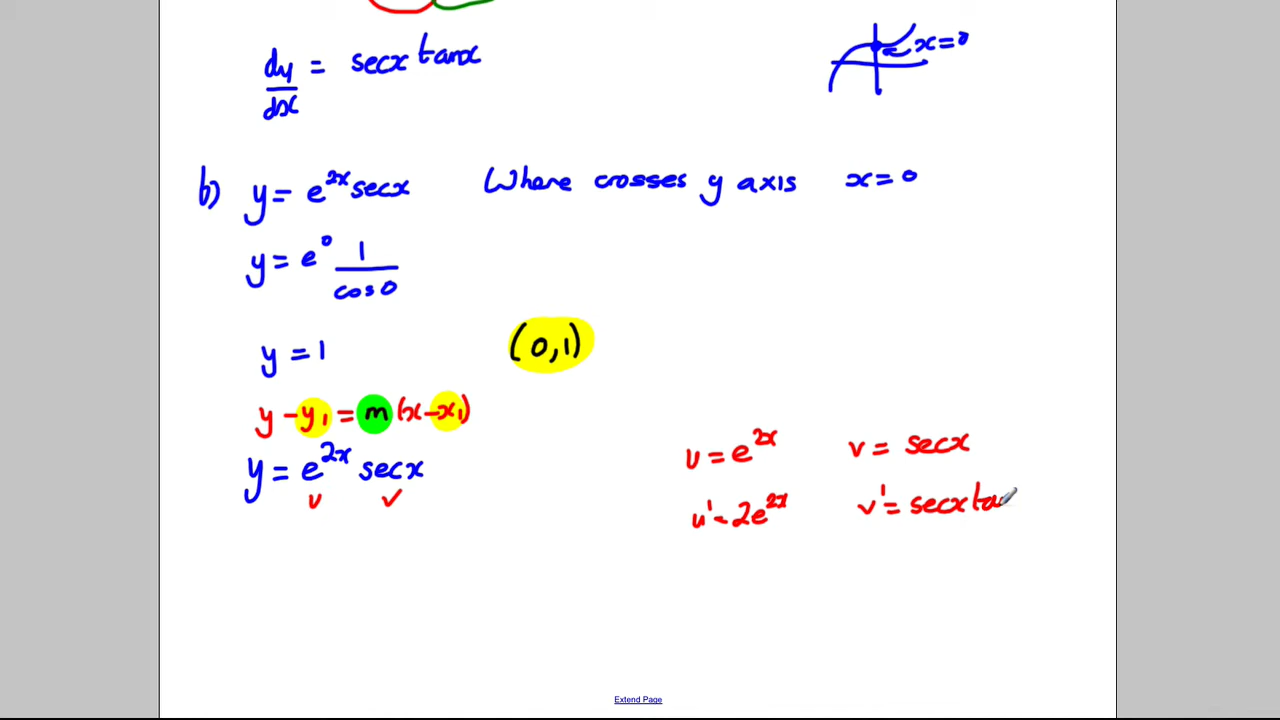 dy/dx = secx tanx
x=0
b) y = e^2x secx Where crosses y axis x=0
y = e^0 1/cos0
y = 1 (0,1)
y - y1 = m (x - x1)
y = e^2x secx
u v
u = e^2x v = secx
u' = 2e^2x v' = secx ta
Extend Page